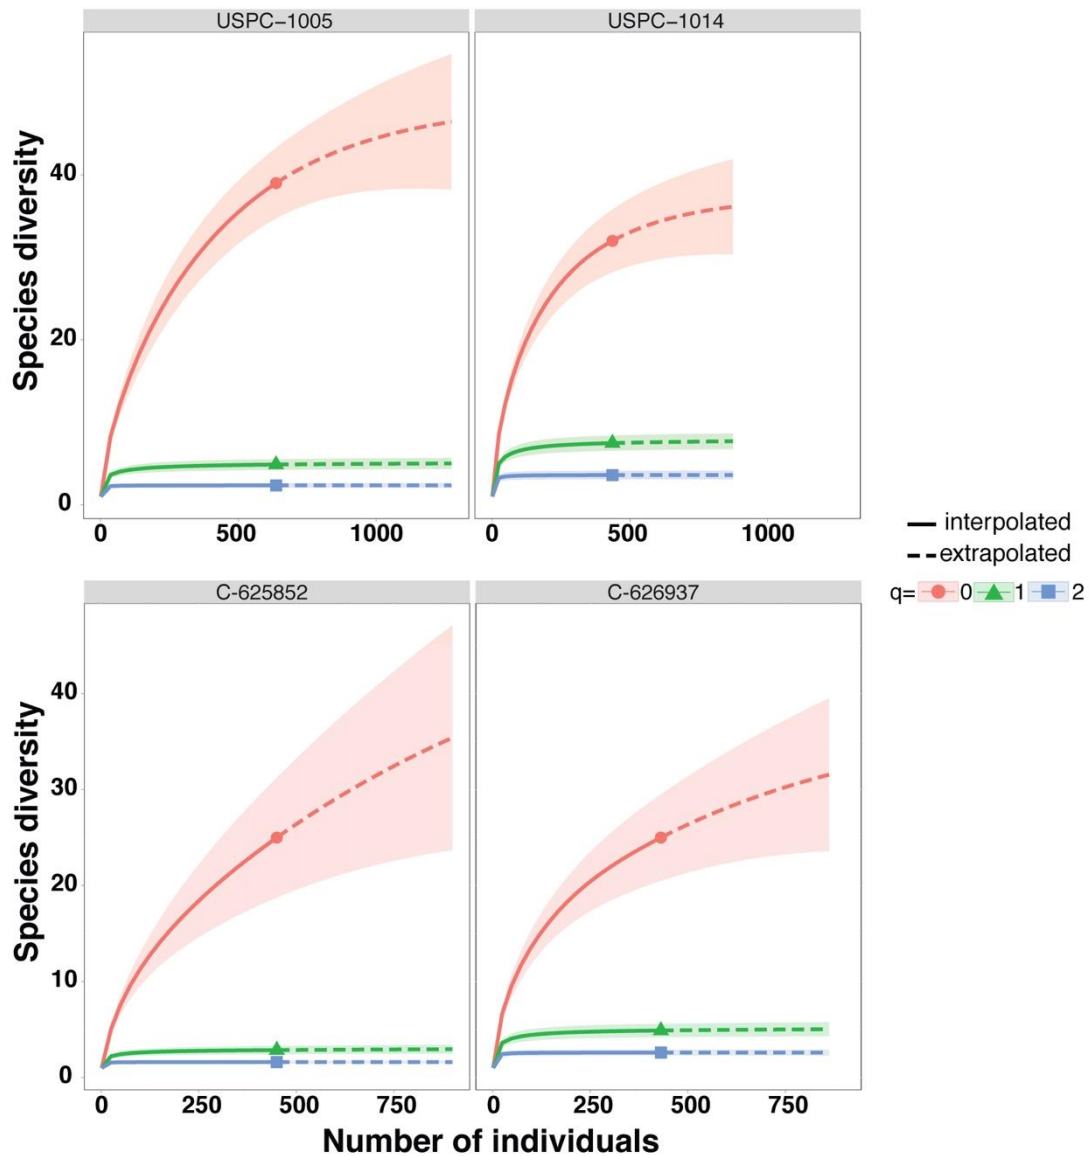 USPC−1005
USPC−1014
Species diversity
40
20
0
0 500 1000
0 500 1000
interpolated
extrapolated
q= 0 1 2
C-625852
C-626937
Species diversity
40
30
20
10
0
0 250 500 750
0 250 500 750
Number of individuals